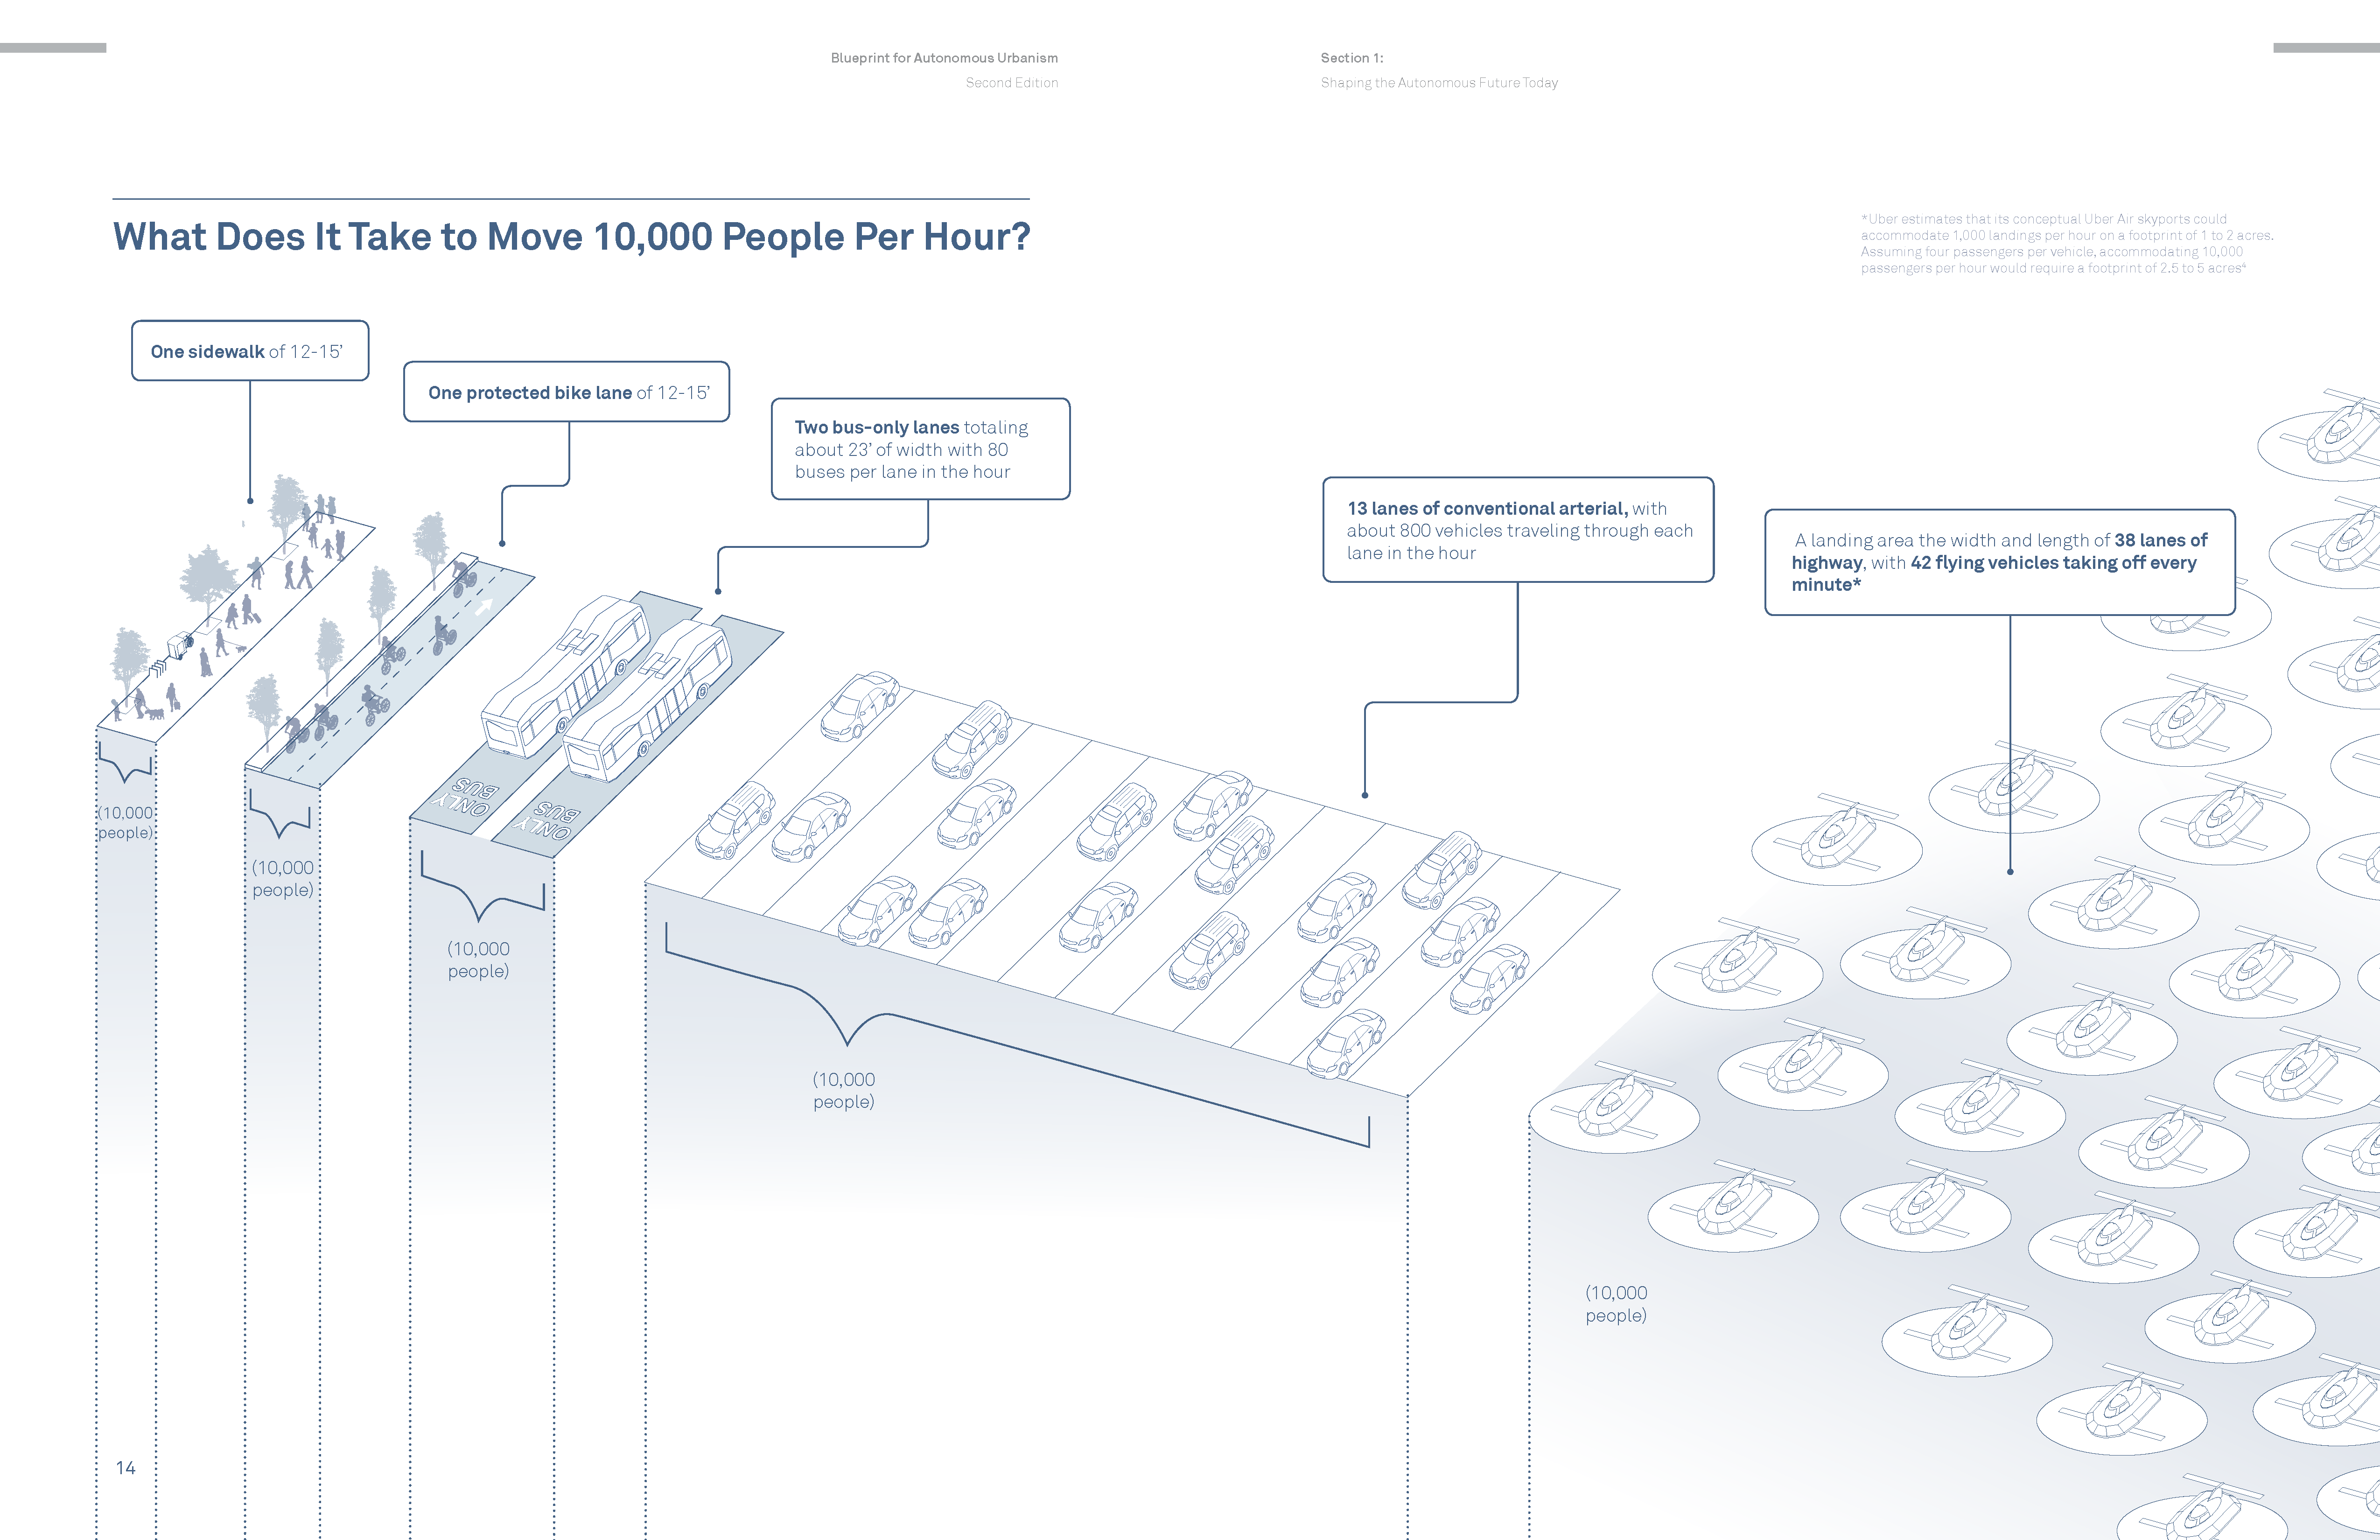 Blueprint for Autonomous Urbanism
Second Edition
Section 1:
Shaping the Autonomous Future Today
What Does It Take to Move 10,000 People Per Hour?
*Uber estimates that its conceptual Uber Air skyports could
accommodate 1,000 landings per hour on a footprint of 1 to 2 acres.
Assuming four passengers per vehicle, accommodating 10,000
passengers per hour would require a footprint of 2.5 to 5 acres⁴
One sidewalk of 12-15’
One protected bike lane of 12-15’
Two bus-only lanes totaling
about 23’ of width with 80
buses per lane in the hour
13 lanes of conventional arterial, with
about 800 vehicles traveling through each
lane in the hour
A landing area the width and length of 38 lanes of
highway, with 42 flying vehicles taking off every
minute*
ONLY
BUS
ONLY
BUS
(10,000
people)
(10,000
people)
(10,000
people)
(10,000
people)
(10,000
people)
14